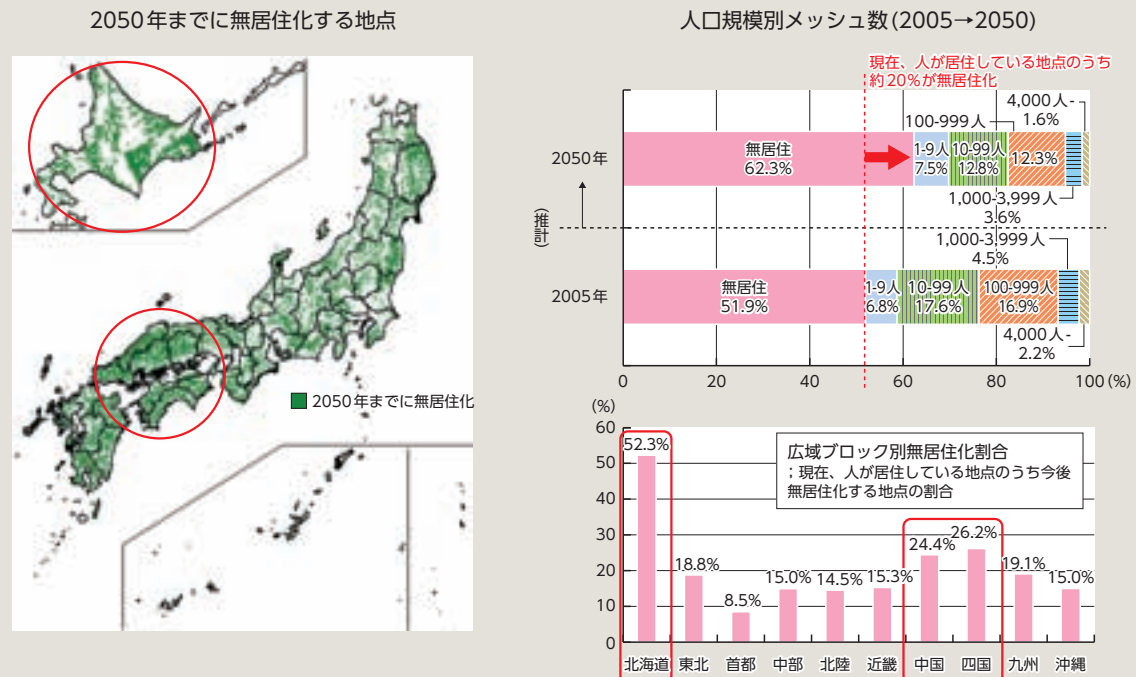 2050年までに無居住化する地点
2050年までに無居住化
人口規模別メッシュ数(2005→2050)
現在、人が居住している地点のうち
約20%が無居住化
4,000人-
1.6%
100-999人
2050年
無居住
62.3%
1-9人
7.5%
10-99人
12.8%
12.3%
1,000-3,999人
3.6%
(推計)
1,000-3,999人
4.5%
2005年
無居住
51.9%
1-9人
6.8%
10-99人
17.6%
100-999人
16.9%
4,000人-
2.2%
0 20 40 60 80 100 (%)
(%)
60
50
40
30
20
10
0
広域ブロック別無居住化割合
;現在、人が居住している地点のうち今後
無居住化する地点の割合
52.3%
18.8%
8.5%
15.0%
14.5%
15.3%
24.4%
26.2%
19.1%
15.0%
北海道 東北 首都 中部 北陸 近畿 中国 四国 九州 沖縄